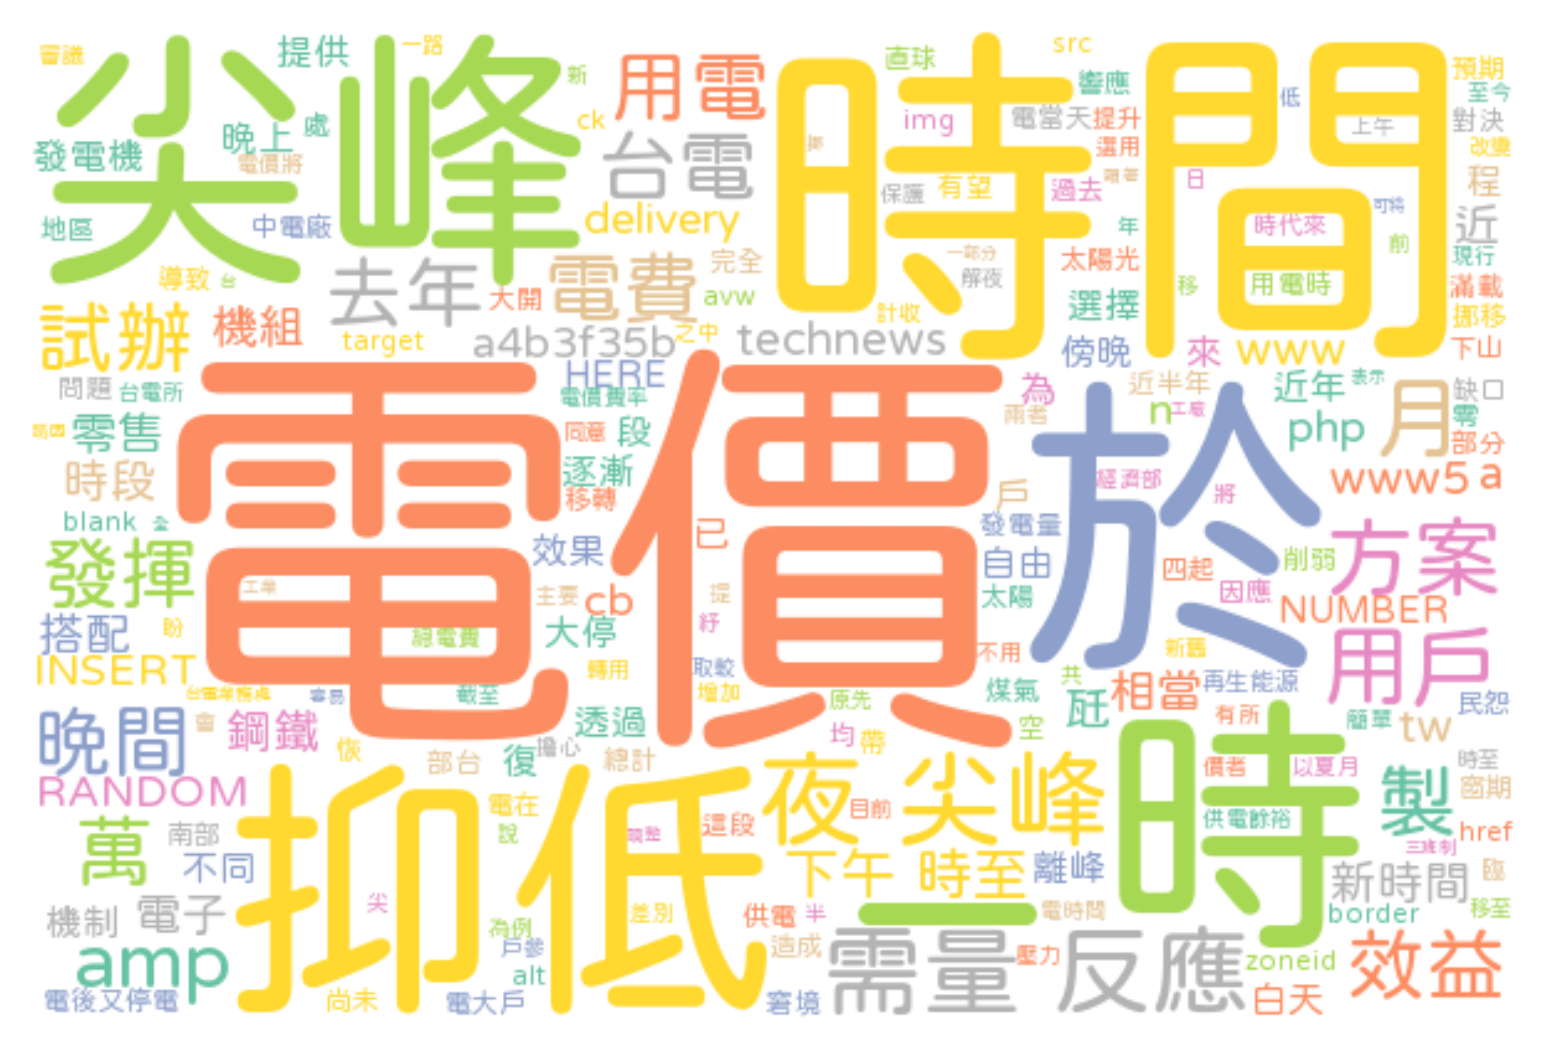 審議
尖峰
提供
一路
新
用電
時間
直球
src
響應
預期
至今
低
ck
img
電當天
提升
上午
對決
改變
晚上
處
發電機
電價將
台電
選用
保護
有望
過去
日
程
可將
地區
中電廠
delivery
年
時代來
近
前
現行
導致
台
去年
電費
完全
一部分
解夜
太陽光
移
用電時
滿載
大開
avw
計收
選擇
挪移
試辦
機組
target
a4b3f35b
之中
technews
傍晚
來
www
下山
問題
台電所
HERE
電價費率
為
近半年
近年
表示
缺口
零售
同意
段
電價
於
兩者
n
工廠
php
月
零
部分
時段
逐漸
移轉
經濟部
將
www5
a
blank
全
已
戶
發電量
發揮
效果
自由
四起
削弱
方案
工業
主要
cb
提
太陽
因應
NUMBER
搭配
盼
總電費
大停
紓
不用
新舊
用戶
INSERT
轉用
取較
台電業務處
容易
截至
增加
原先
煤氣
共
瓩
相當
再生能源
民怨
晚間
會
鋼鐵
透過
均
帶
空
有所
簡單
tw
恢
部台
復
擔心
總計
夜
尖峰
時
價者
以夏月
時至
窗期
RANDOM
抑低
電在
目前
供電餘裕
製
萬
南部
說
調整
這段
href
三班制
不同
下午
時至
離峰
新時間
臨
機制
電子
尖
為例
差別
供電
半
一
電時間
border
移至
amp
戶參
造成
需量
壓力
反應
zoneid
效益
alt
電後又停電
尚未
電大戶
窘境
白天